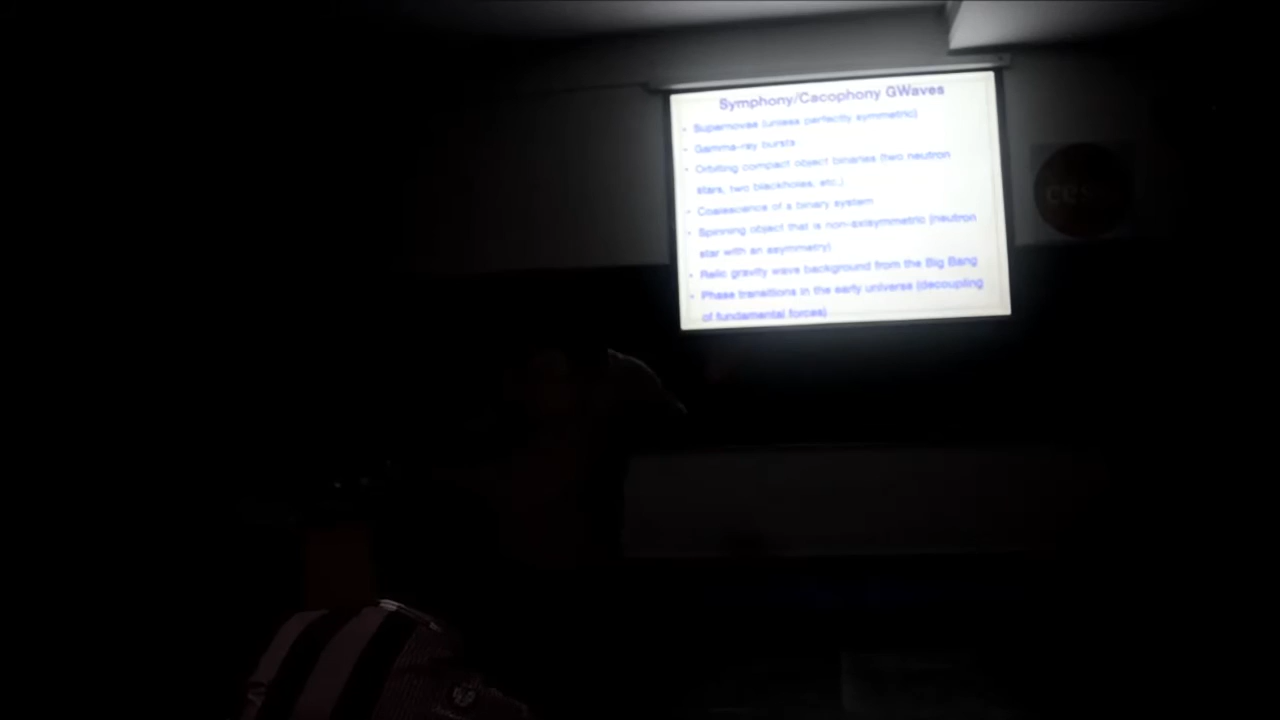 Symphony/Cacophony GWaves
• Supernovae (unless perfectly symmetric)
• Gamma-ray bursts
• Orbiting compact object binaries (two neutron
stars, two blackholes, etc.)
• Coalescence of a binary system
• Spinning object that is non-axisymmetric (neutron
star with an asymmetry)
• Relic gravity wave background from the Big Bang
• Phase transitions in the early universe (decoupling
of fundamental forces)